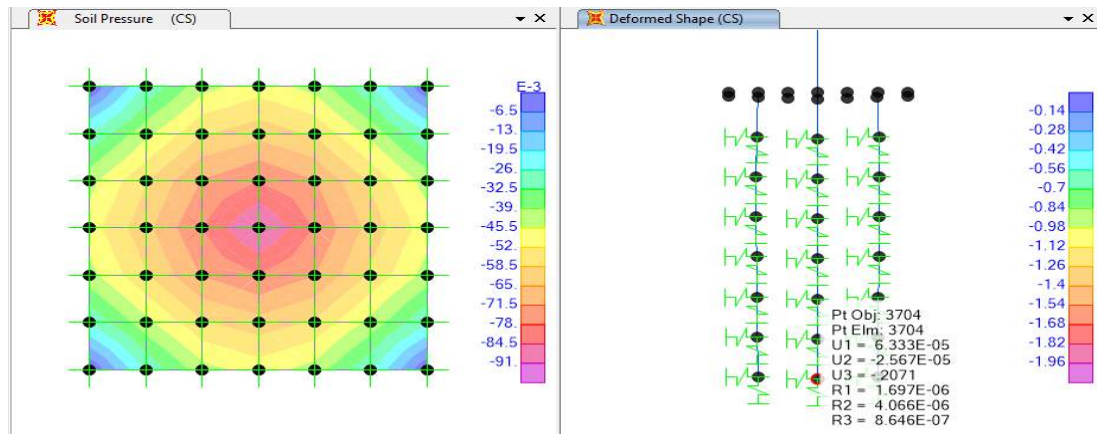 Soil Pressure (CS)
E-3
-6.5
-13.
-19.5
-26.
-32.5
-39.
-45.5
-52.
-58.5
-65.
-71.5
-78.
-84.5
-91.
Deformed Shape (CS)
Pt Obj: 3704
Pt Elm: 3704
U1 = 6.333E-05
U2 = -2.567E-05
U3 = -.2071
R1 = 1.697E-06
R2 = 4.066E-06
R3 = 8.646E-07
-0.14
-0.28
-0.42
-0.56
-0.7
-0.84
-0.98
-1.12
-1.26
-1.4
-1.54
-1.68
-1.82
-1.96